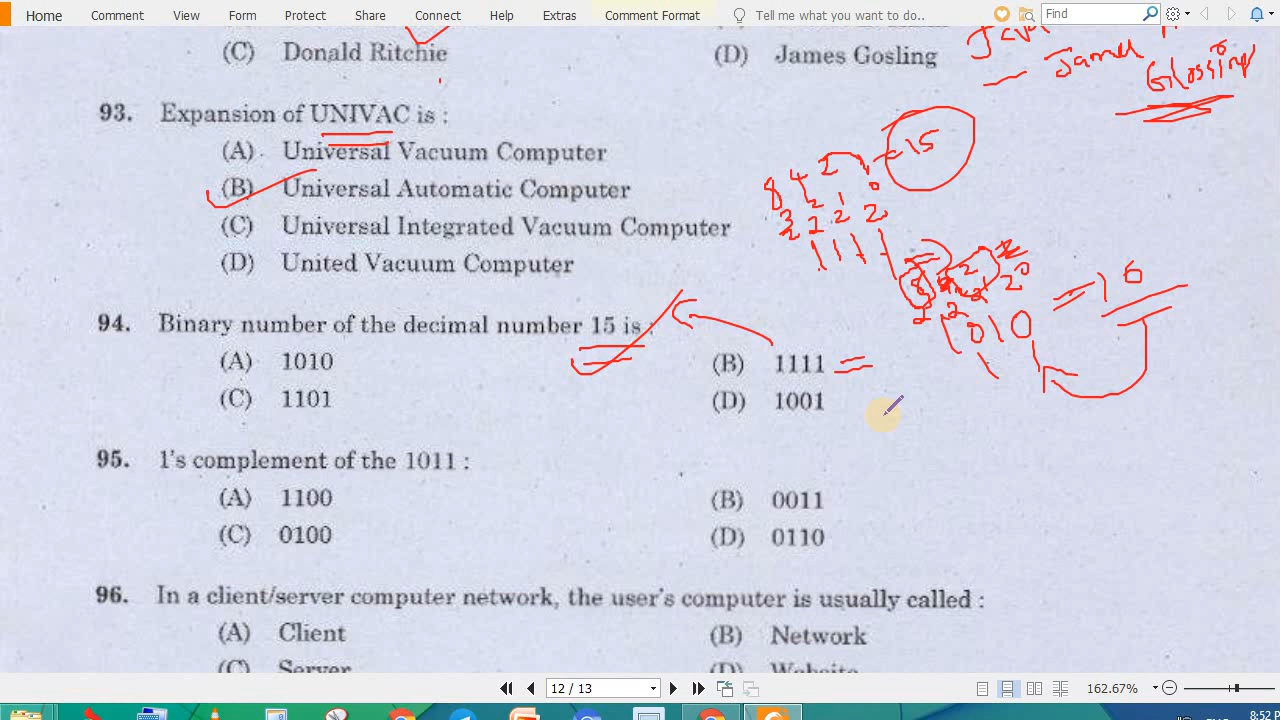 Home Comment View Form Protect Share Connect Help Extras Comment Format Tell me what you want to do.. Find
(C) Donald Ritchie (D) James Gosling
93. Expansion of UNIVAC is :
(A) Universal Vacuum Computer
(B) Universal Automatic Computer
(C) Universal Integrated Vacuum Computer
(D) United Vacuum Computer
94. Binary number of the decimal number 15 is :
(A) 1010 (B) 1111
(C) 1101 (D) 1001
95. 1's complement of the 1011 :
(A) 1100 (B) 0011
(C) 0100 (D) 0110
96. In a client/server computer network, the user's computer is usually called :
(A) Client (B) Network
(C) Server (D) Website
12 / 13 162.67%
8:52